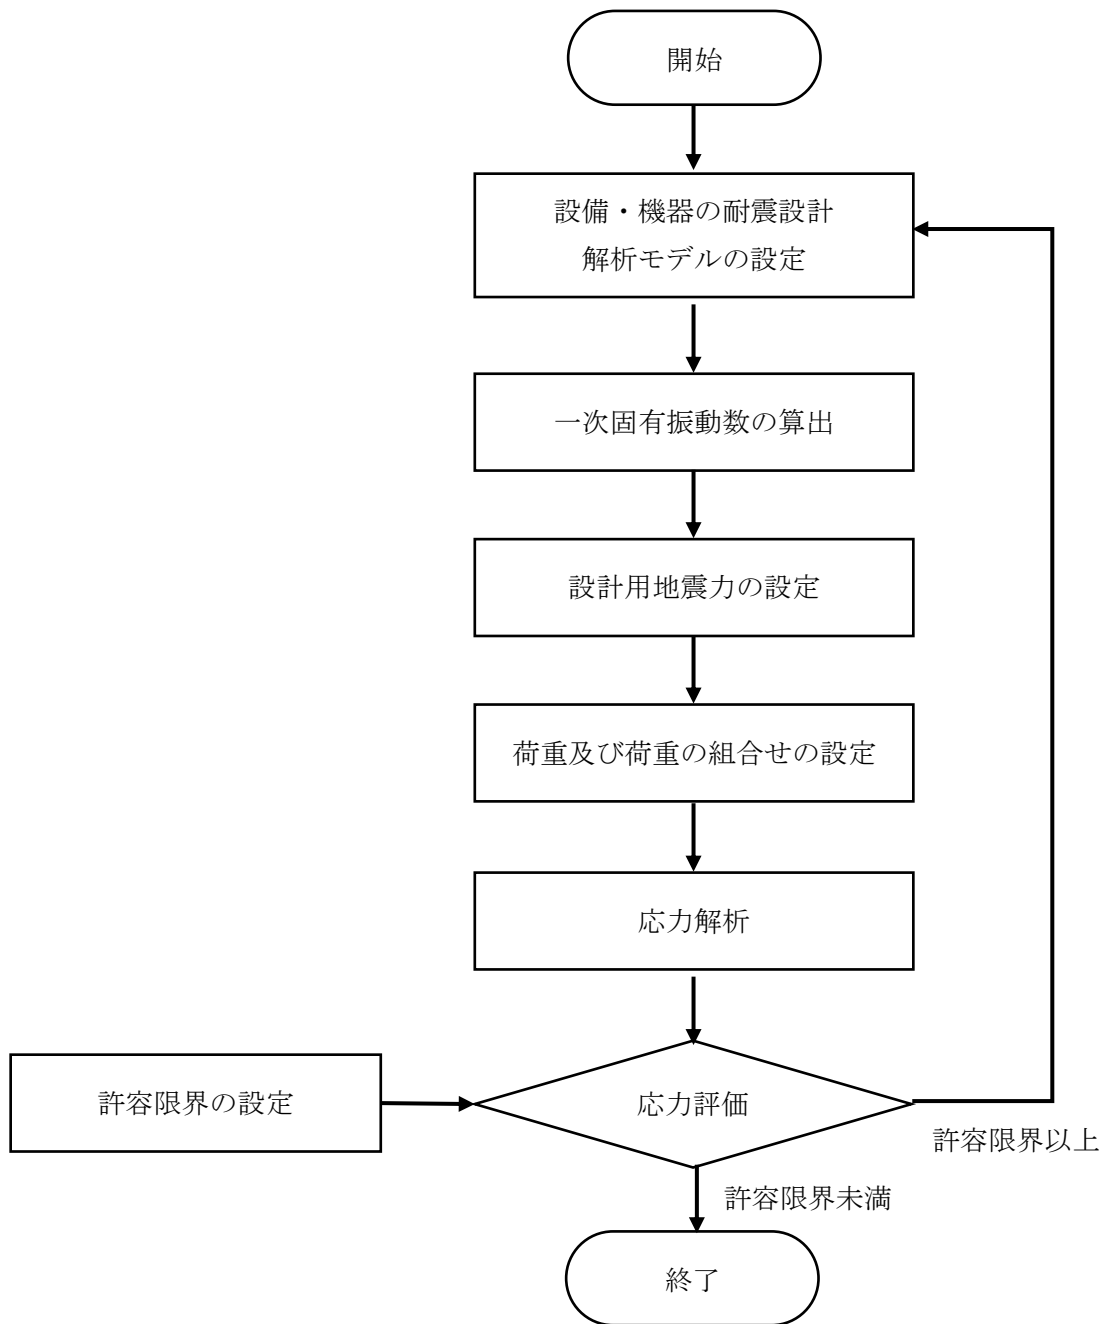 開始
設備・機器の耐震設計
解析モデルの設定
一次固有振動数の算出
設計用地震力の設定
荷重及び荷重の組合せの設定
応力解析
許容限界の設定
応力評価
許容限界以上
許容限界未満
終了